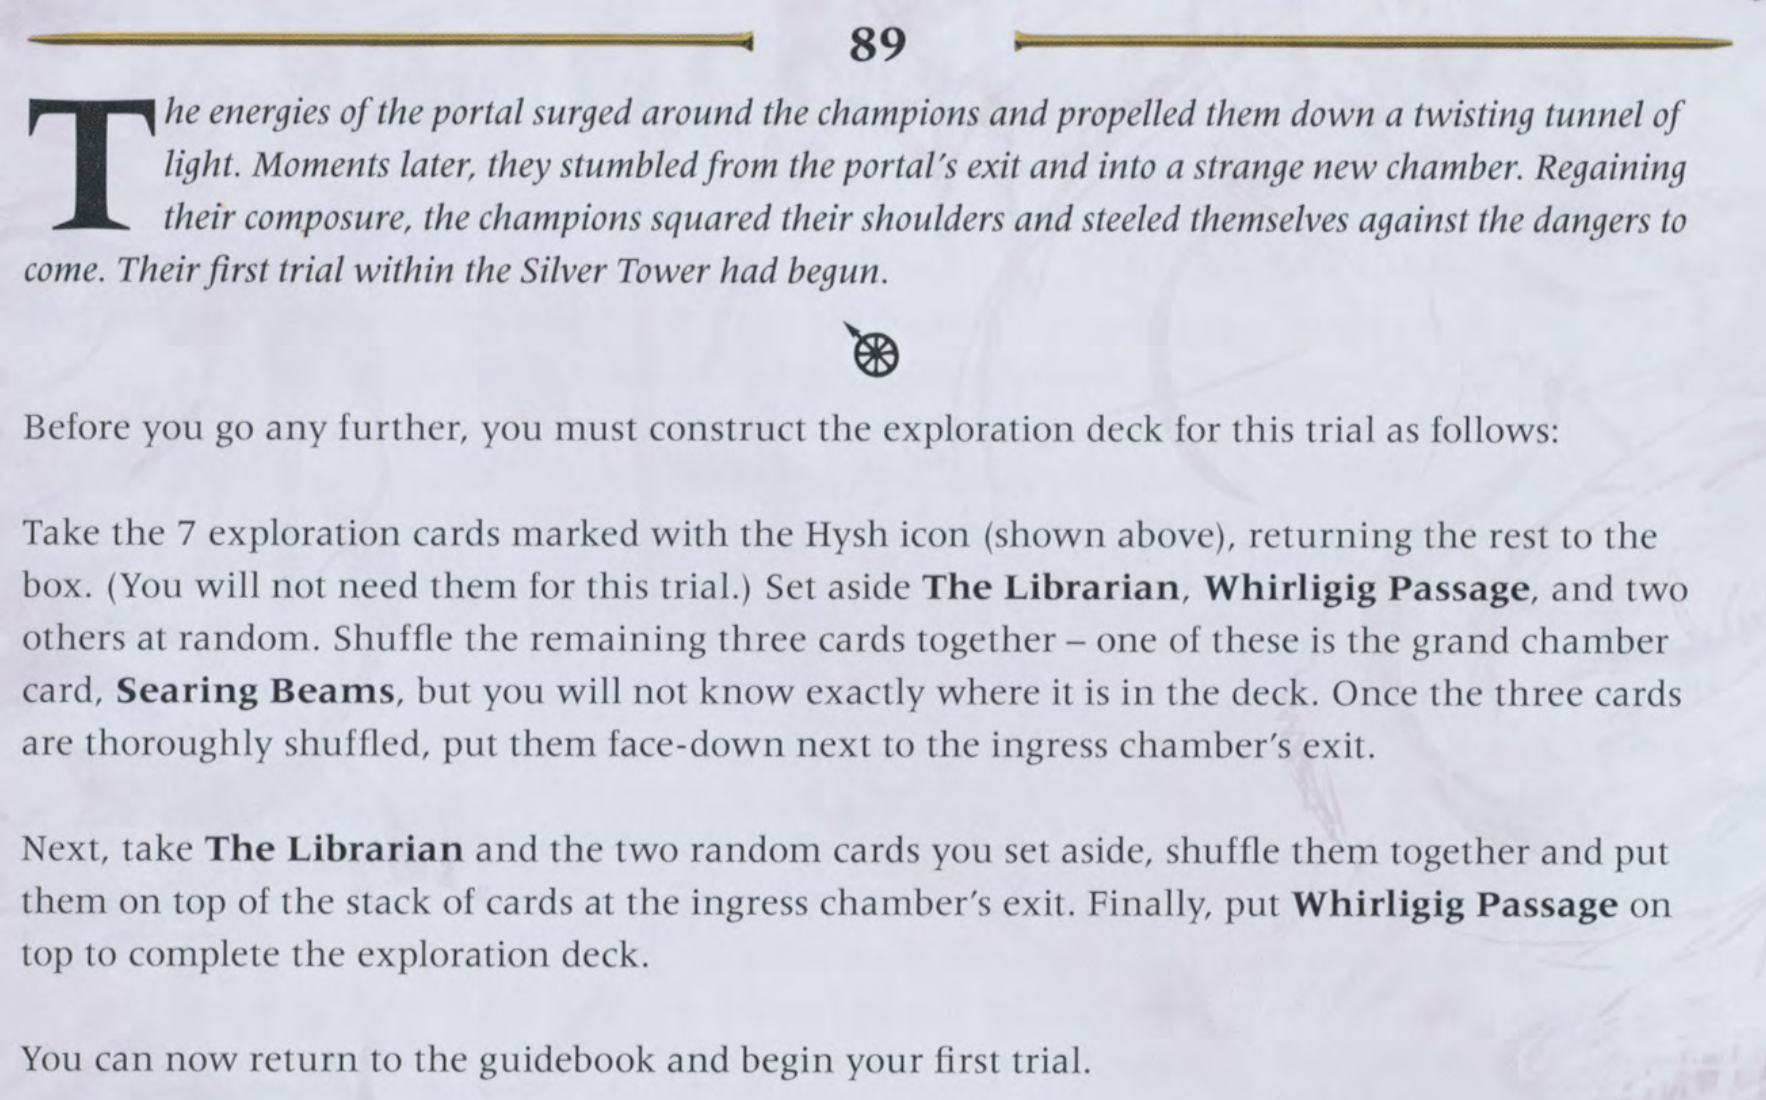 89
The energies of the portal surged around the champions and propelled them down a twisting tunnel of
light. Moments later, they stumbled from the portal's exit and into a strange new chamber. Regaining
their composure, the champions squared their shoulders and steeled themselves against the dangers to
come. Their first trial within the Silver Tower had begun.
Before you go any further, you must construct the exploration deck for this trial as follows:
Take the 7 exploration cards marked with the Hysh icon (shown above), returning the rest to the
box. (You will not need them for this trial.) Set aside The Librarian, Whirligig Passage, and two
others at random. Shuffle the remaining three cards together – one of these is the grand chamber
card, Searing Beams, but you will not know exactly where it is in the deck. Once the three cards
are thoroughly shuffled, put them face-down next to the ingress chamber's exit.
Next, take The Librarian and the two random cards you set aside, shuffle them together and put
them on top of the stack of cards at the ingress chamber's exit. Finally, put Whirligig Passage on
top to complete the exploration deck.
You can now return to the guidebook and begin your first trial.